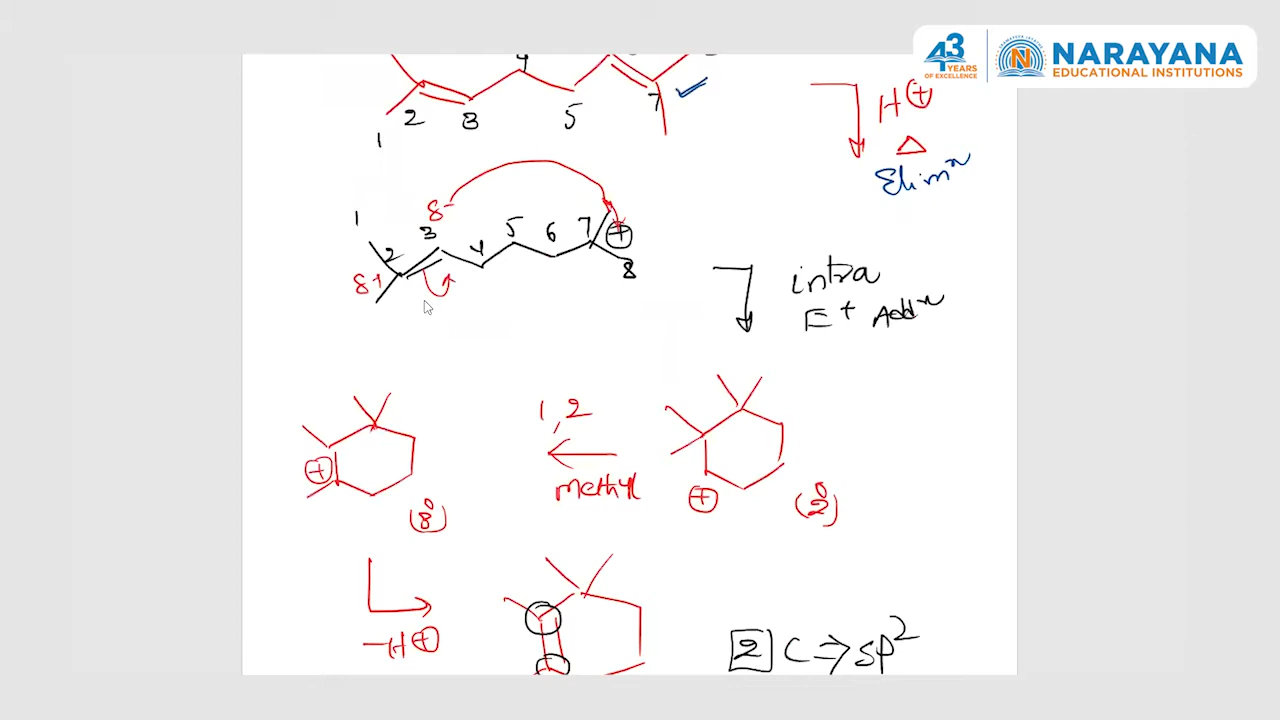 43
YEARS
OF EXCELLENCE
N
NARAYANA
EDUCATIONAL INSTITUTIONS
4
1 2 3 5 7
H⊕
△
Elimⁿ
8-
1 2 3 4 5 6 7 ⊕ 8
8+
intra
E+ Addⁿ
1,2
methyl
⊕
(8°)
⊕
(2°)
-H⊕
2 C ⇒ sp²